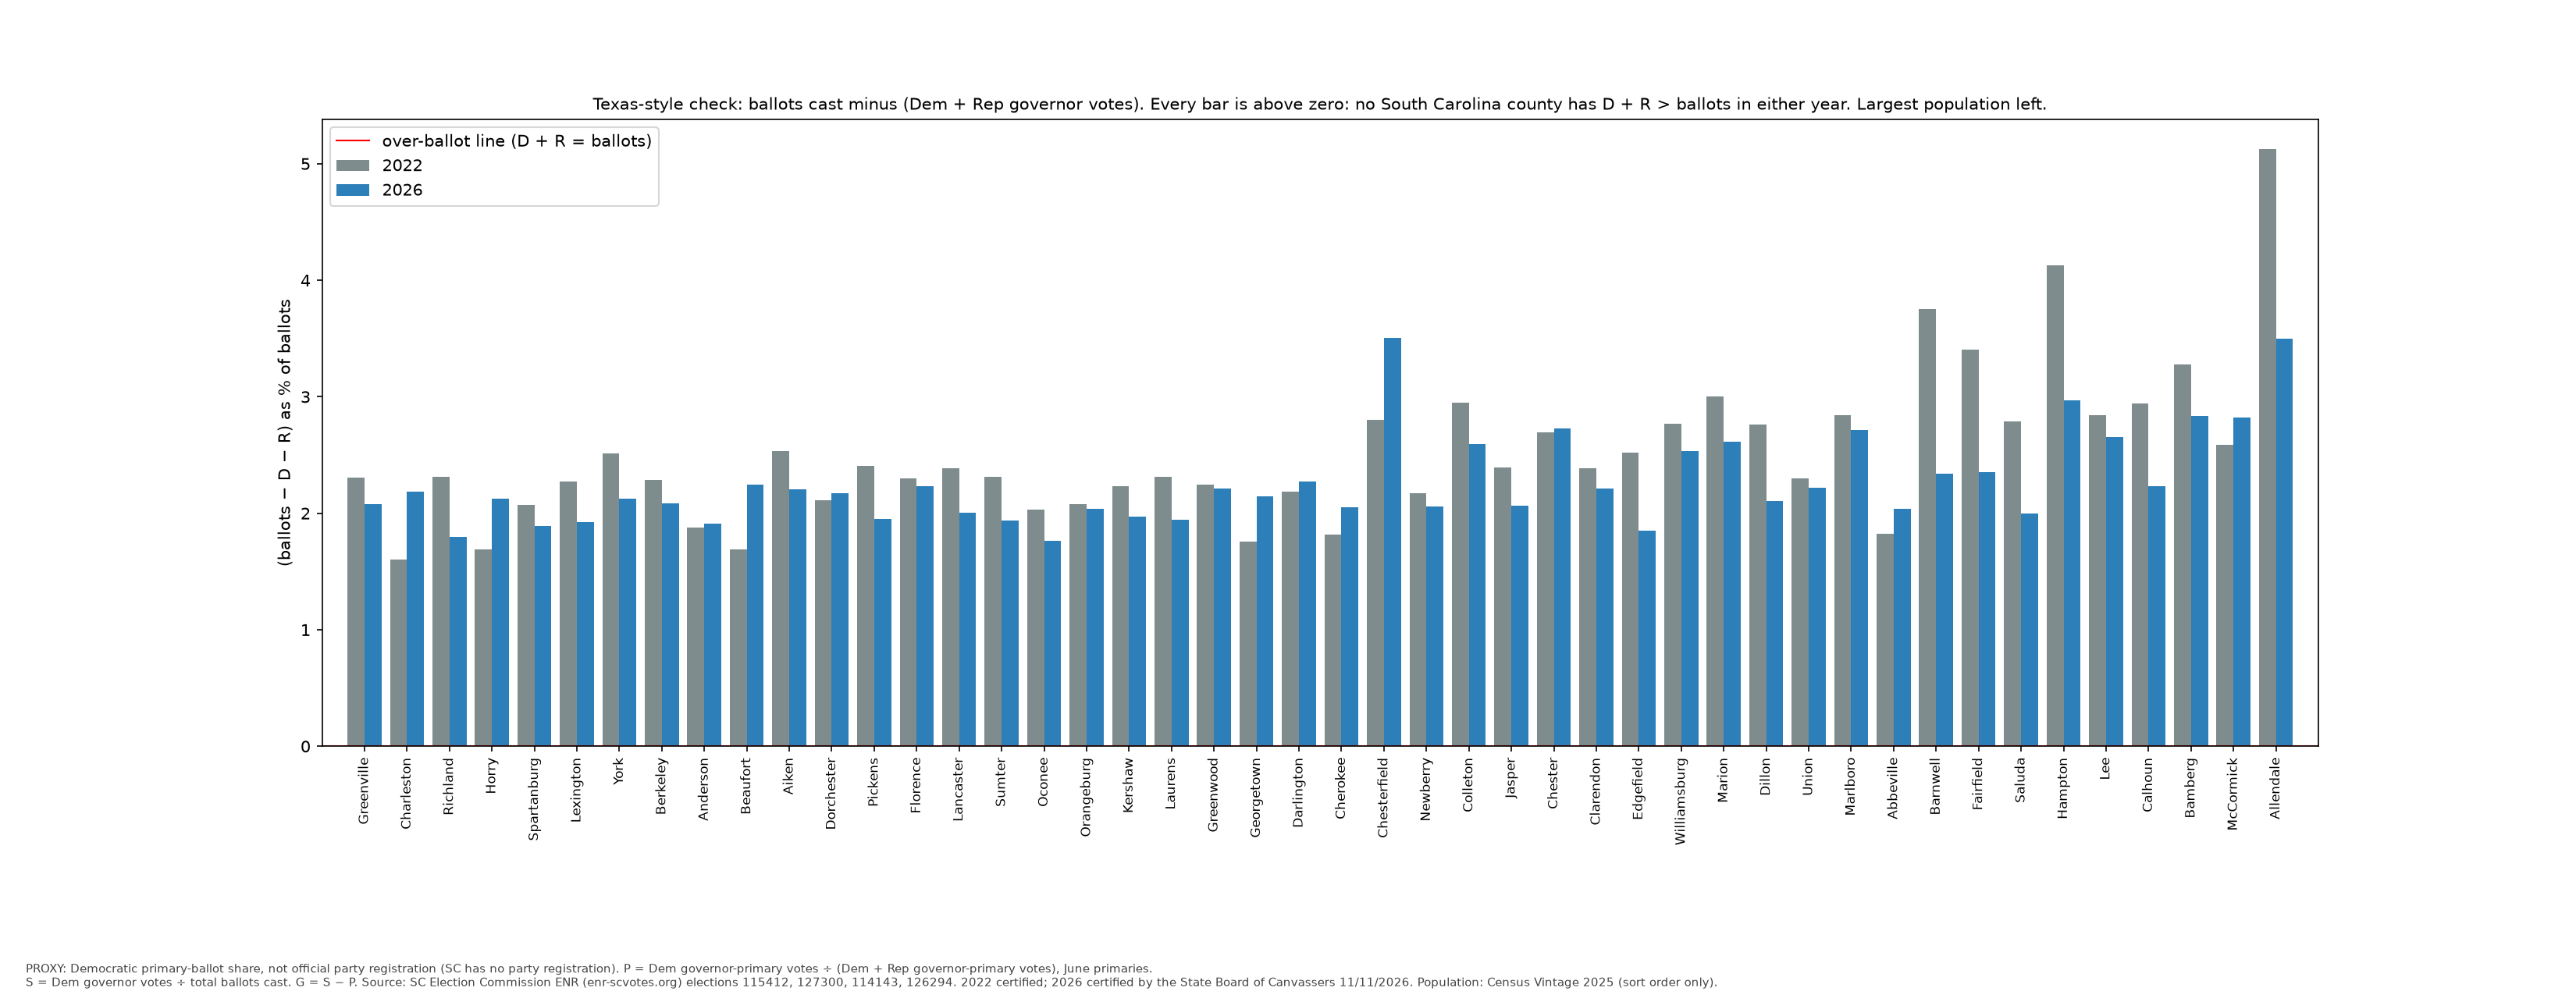 Texas-style check: ballots cast minus (Dem + Rep governor votes). Every bar is above zero: no South Carolina county has D + R > ballots in either year. Largest population left.
over-ballot line (D + R = ballots)
2022
2026
(ballots − D − R) as % of ballots
5
4
3
2
1
0
Greenville
Charleston
Richland
Horry
Spartanburg
Lexington
York
Berkeley
Anderson
Beaufort
Aiken
Dorchester
Pickens
Florence
Lancaster
Sumter
Oconee
Orangeburg
Kershaw
Laurens
Greenwood
Georgetown
Darlington
Cherokee
Chesterfield
Newberry
Colleton
Jasper
Chester
Clarendon
Edgefield
Williamsburg
Marion
Dillon
Union
Marlboro
Abbeville
Barnwell
Fairfield
Saluda
Hampton
Lee
Calhoun
Bamberg
McCormick
Allendale
PROXY: Democratic primary-ballot share, not official party registration (SC has no party registration). P = Dem governor-primary votes ÷ (Dem + Rep governor-primary votes), June primaries.
S = Dem governor votes ÷ total ballots cast. G = S − P. Source: SC Election Commission ENR (enr-scvotes.org) elections 115412, 127300, 114143, 126294. 2022 certified; 2026 certified by the State Board of Canvassers 11/11/2026. Population: Census Vintage 2025 (sort order only).